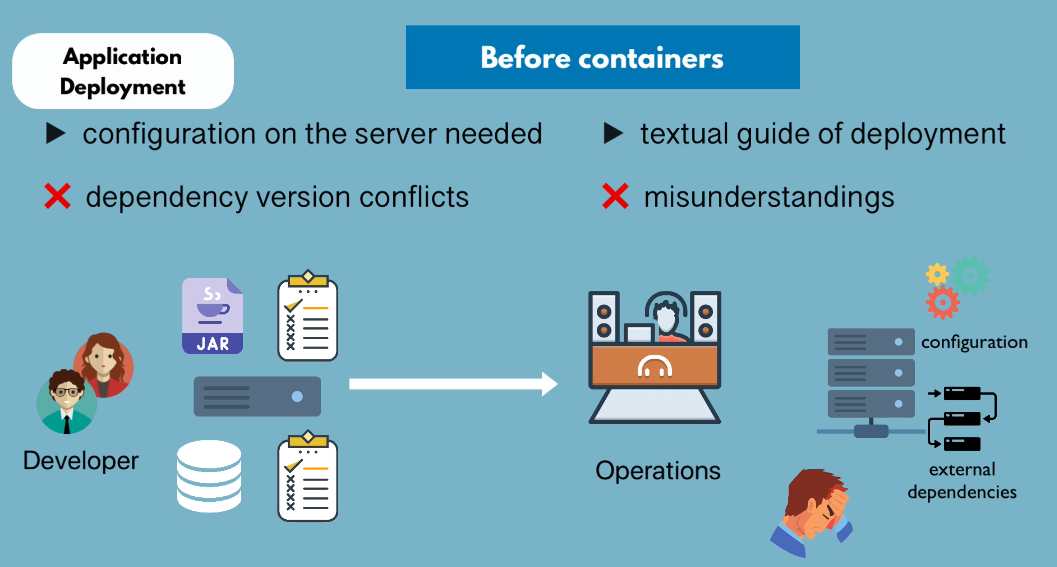 Application
Deployment
Before containers
configuration on the server needed
dependency version conflicts
textual guide of deployment
misunderstandings
JAR
Developer
Operations
configuration
external
dependencies